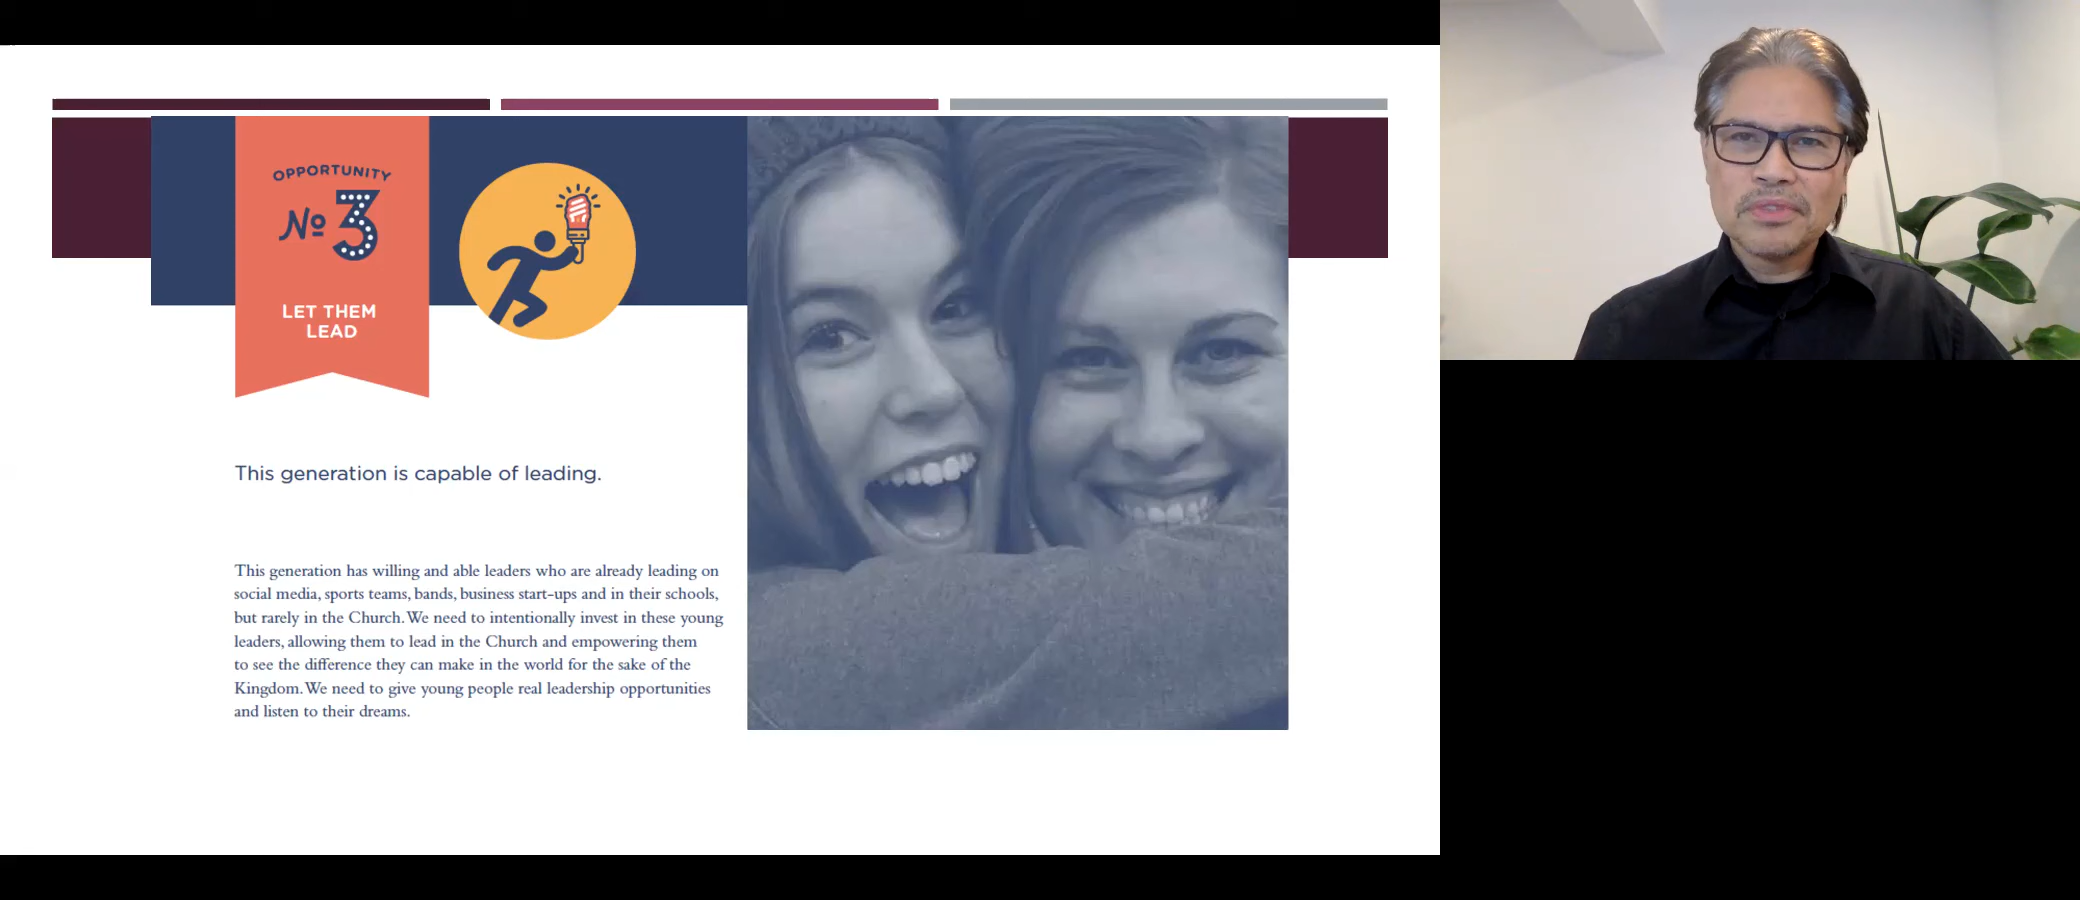 OPPORTUNITY
No 3
LET THEM
LEAD
This generation is capable of leading.
This generation has willing and able leaders who are already leading on
social media, sports teams, bands, business start-ups and in their schools,
but rarely in the Church. We need to intentionally invest in these young
leaders, allowing them to lead in the Church and empowering them
to see the difference they can make in the world for the sake of the
Kingdom. We need to give young people real leadership opportunities
and listen to their dreams.